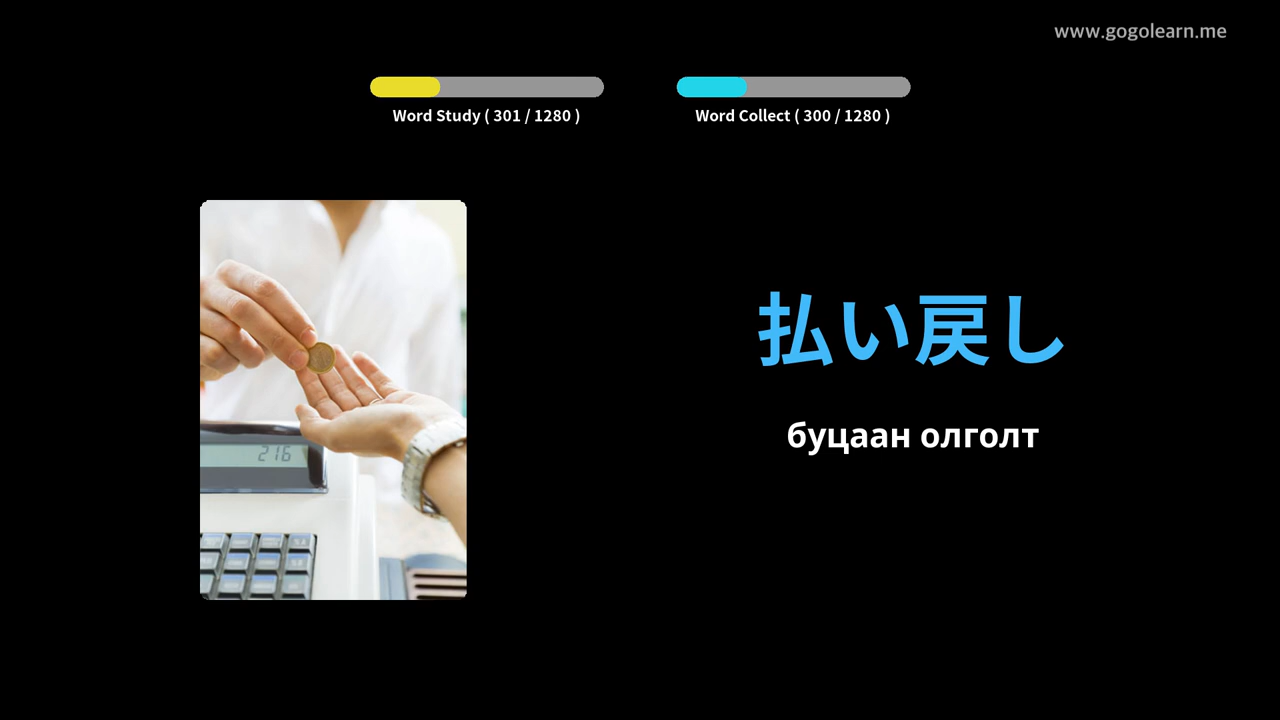 www.gogolearn.me
Word Study ( 301 / 1280 )
Word Collect ( 300 / 1280 )
払い戻し
буцаан олголт
216